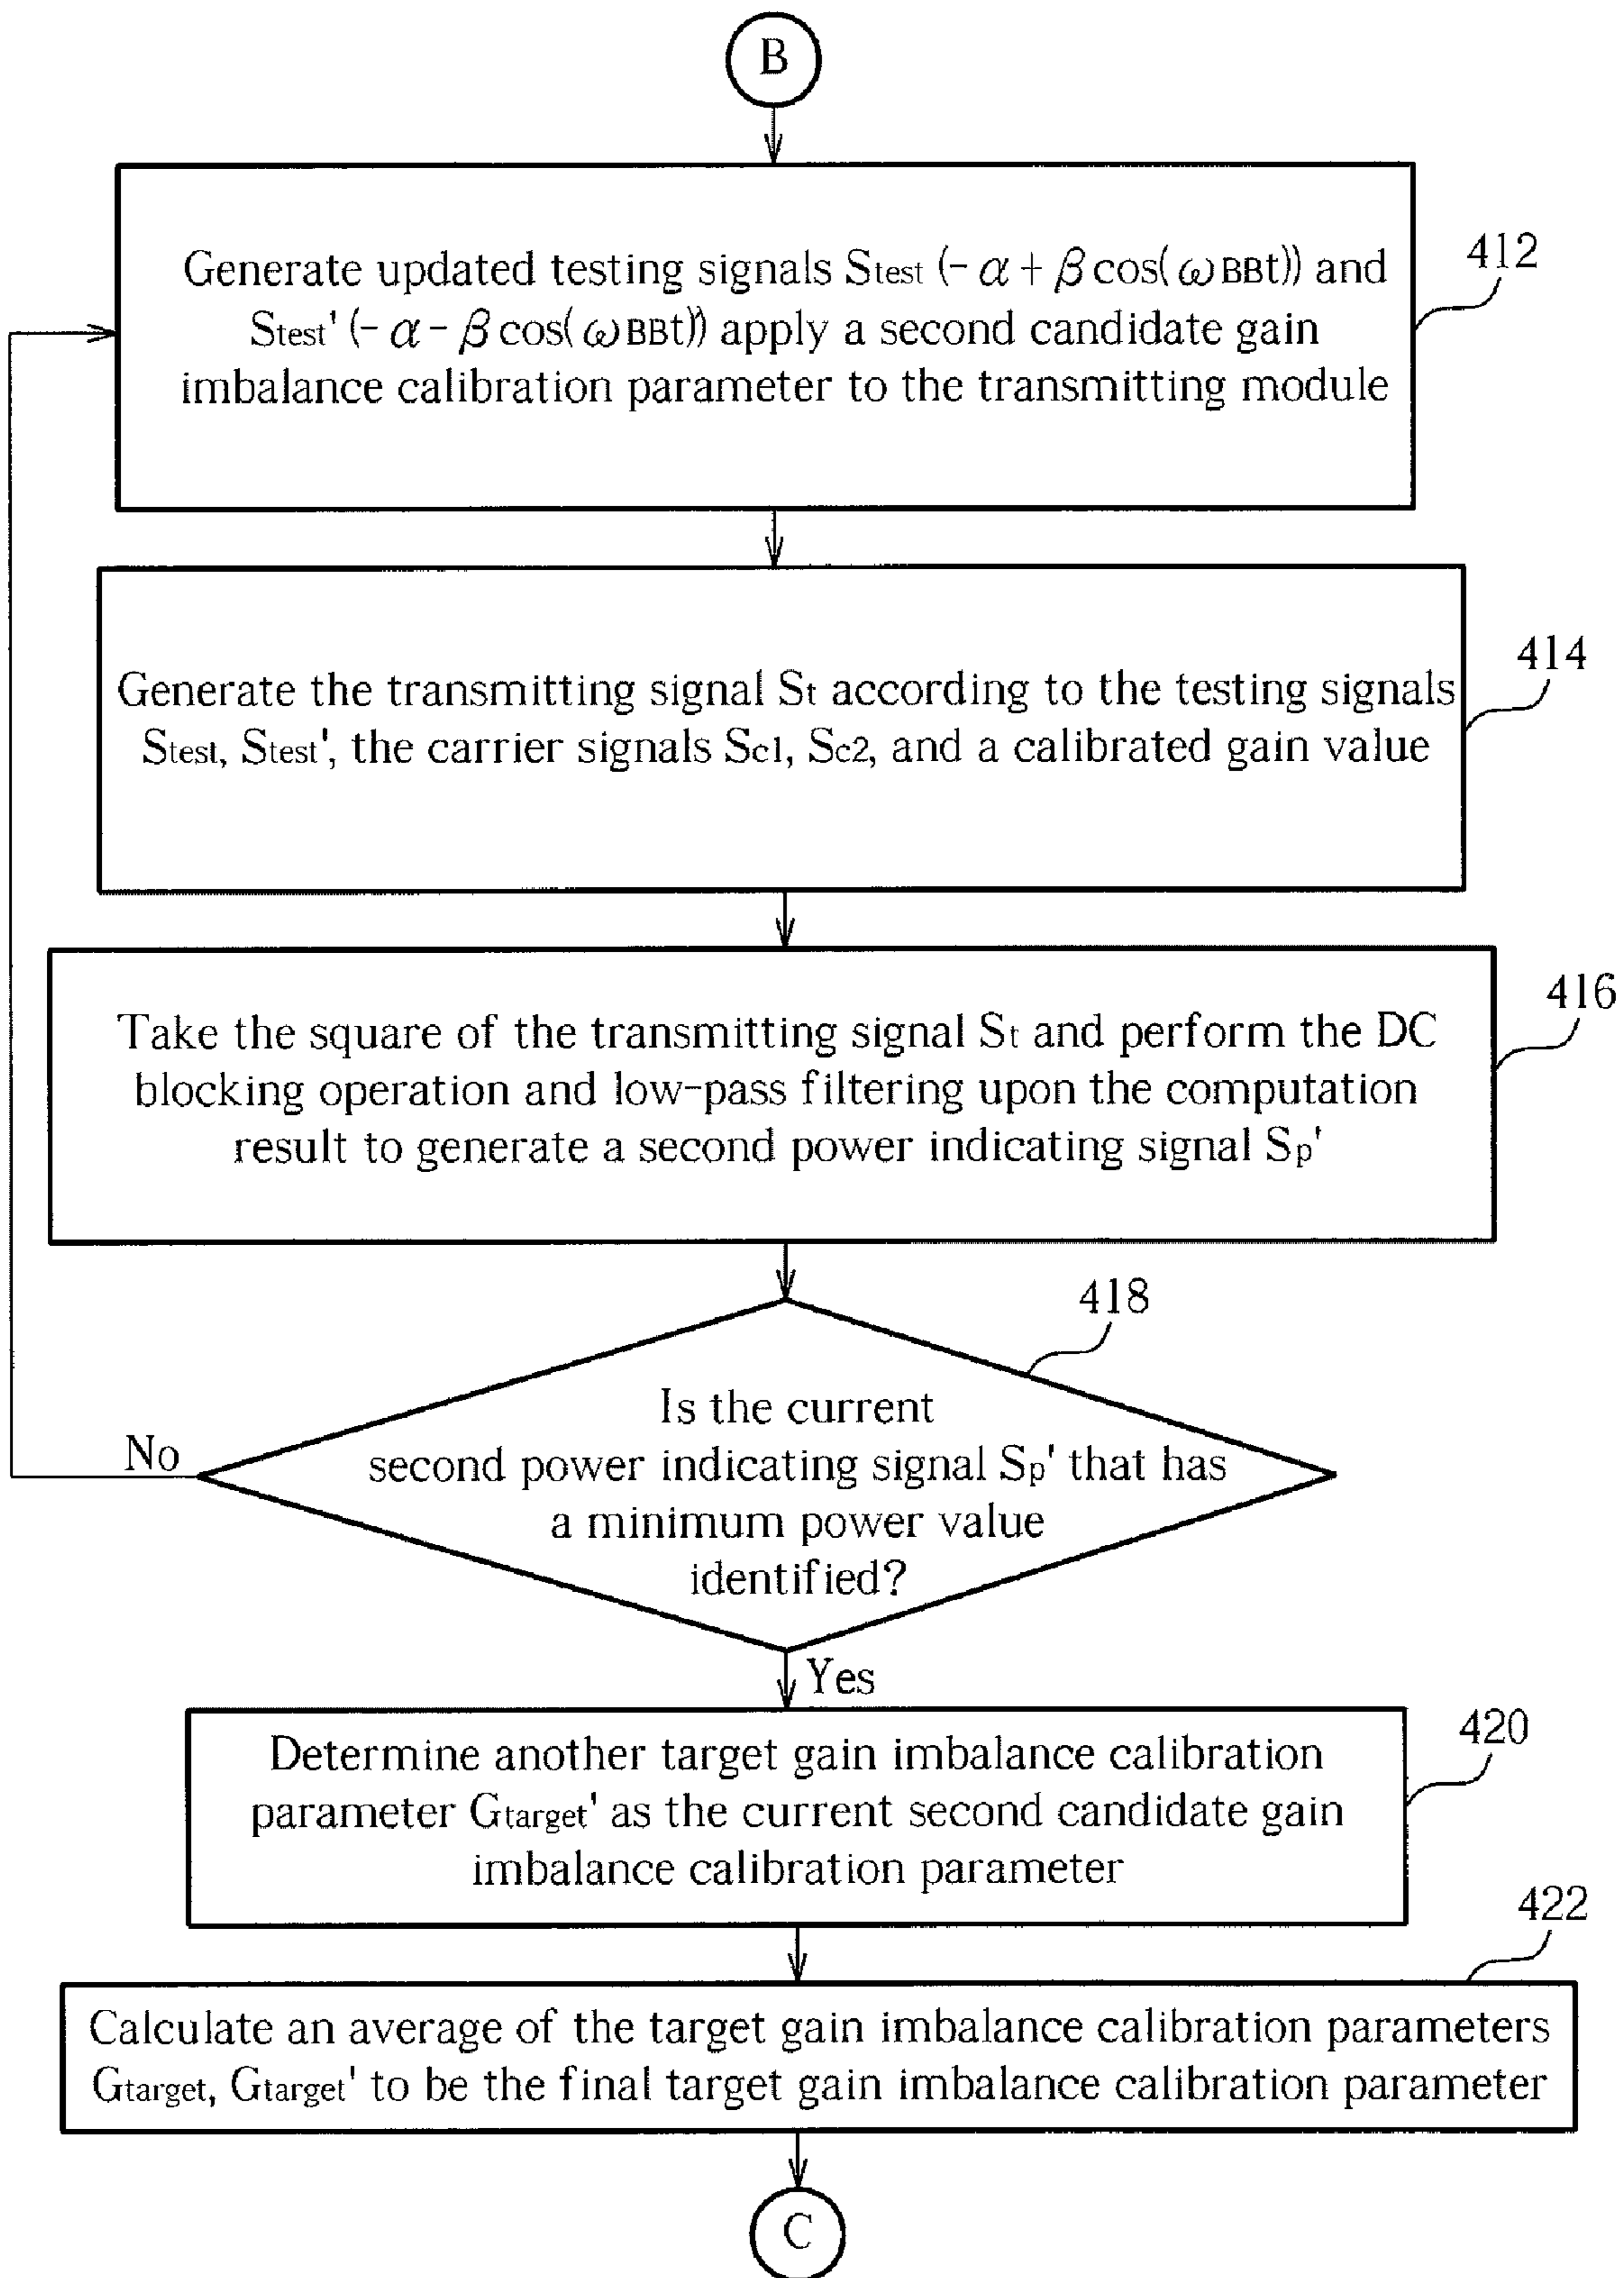 B
412
Generate updated testing signals Stest (-α+βcos(ωBBt)) and
Stest' (-α-βcos(ωBBt)) apply a second candidate gain
imbalance calibration parameter to the transmitting module
414
Generate the transmitting signal St according to the testing signals
Stest, Stest', the carrier signals Sc1, Sc2, and a calibrated gain value
416
Take the square of the transmitting signal St and perform the DC
blocking operation and low-pass filtering upon the computation
result to generate a second power indicating signal Sp'
418
Is the current
second power indicating signal Sp' that has
a minimum power value
identified?
No
Yes
420
Determine another target gain imbalance calibration
parameter Gtarget' as the current second candidate gain
imbalance calibration parameter
422
Calculate an average of the target gain imbalance calibration parameters
Gtarget, Gtarget' to be the final target gain imbalance calibration parameter
C